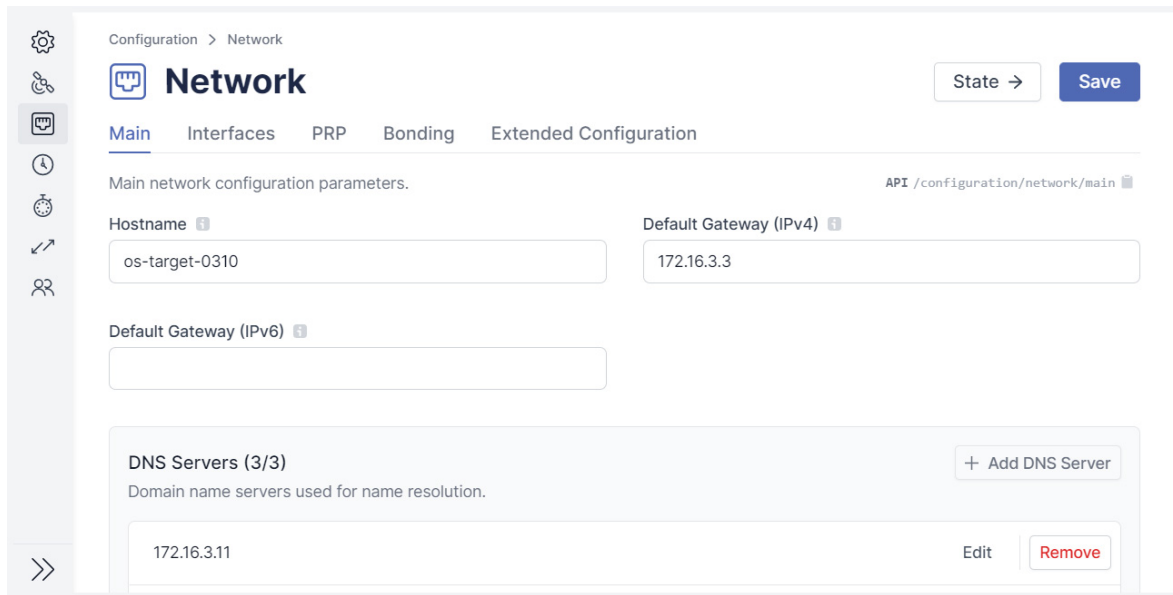 Configuration > Network
Network
State →
Save
Main Interfaces PRP Bonding Extended Configuration
Main network configuration parameters.
API /configuration/network/main
Hostname
Default Gateway (IPv4)
os-target-0310
172.16.3.3
Default Gateway (IPv6)
DNS Servers (3/3)
+ Add DNS Server
Domain name servers used for name resolution.
172.16.3.11
Edit
Remove